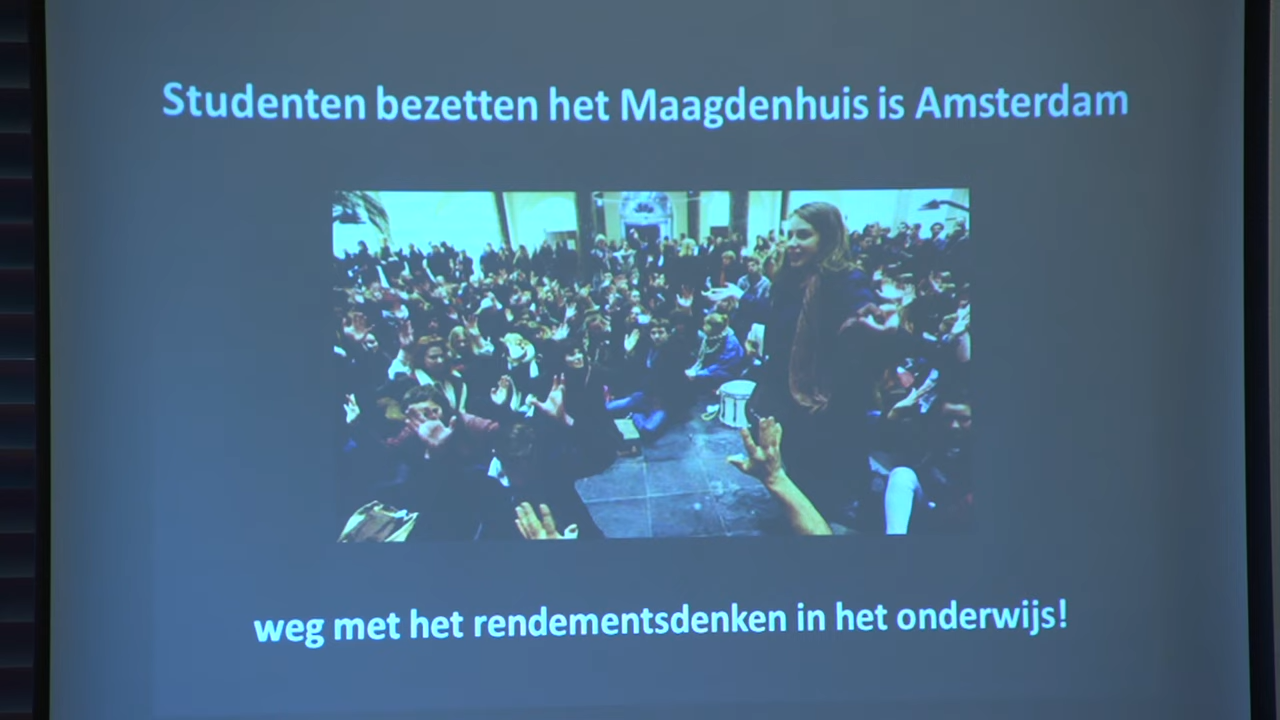 Studenten bezetten het Maagdenhuis is Amsterdam
weg met het rendementsdenken in het onderwijs!